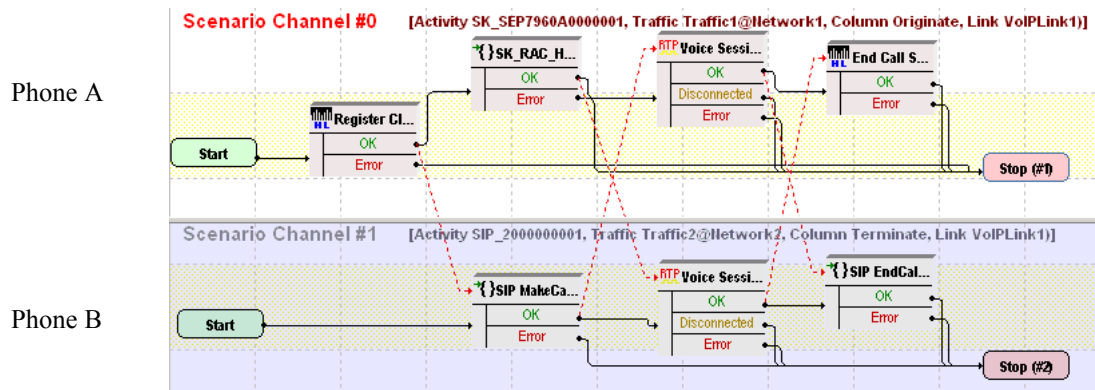 Scenario Channel #0 [Activity SK_SEP7960A0000001, Traffic Traffic1@Network1, Column Originate, Link VoIPLink1)]
Phone A
{}SK_RAC_H...
OK
Error
RTP Voice Sessi...
OK
Disconnected
Error
HL End Call S...
OK
Error
HL Register Cl...
OK
Error
Start
Stop (#1)
Scenario Channel #1 [Activity SIP_2000000001, Traffic Traffic2@Network2, Column Terminate, Link VoIPLink1)]
Phone B
Start
{}SIP MakeCa...
OK
Error
RTP Voice Sessi...
OK
Disconnected
Error
{}SIP EndCal...
OK
Error
Stop (#2)